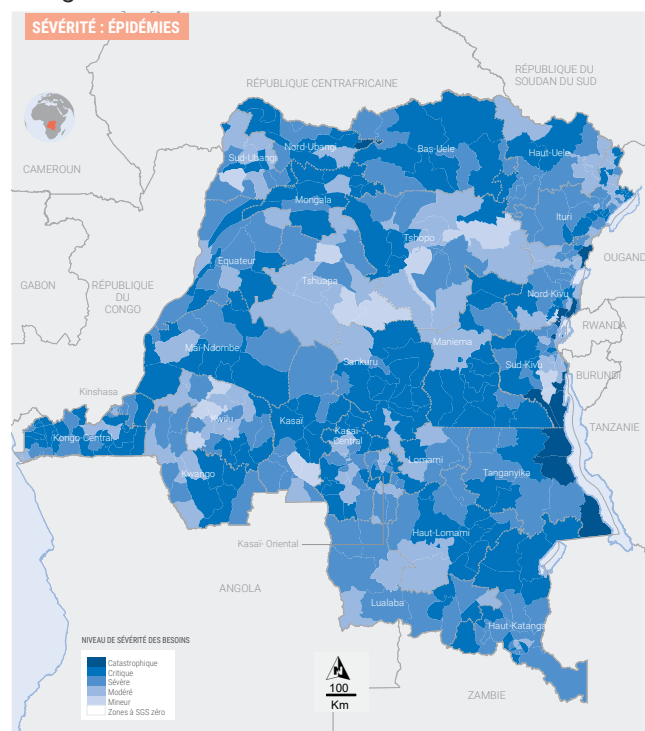 SÉVÉRITÉ : ÉPIDÉMIES
RÉPUBLIQUE CENTRAFRICAINE
RÉPUBLIQUE DU
SOUDAN DU SUD
CAMEROUN
Nord-Ubangi
Bas-Uele
Haut-Uele
Sud-Ubangi
Mongala
Ituri
Tshopo
Equateur
OUGAND
GABON
RÉPUBLIQUE
DU
CONGO
Tshuapa
Nord-Kivu
RWANDA
Maniema
Maï-Ndombe
Sankuru
Sud-Kivu
BURUNDI
Kinshasa
Kwilu
Kasaï
TANZANIE
Kongo-Central
Kasaï-
Central
Lomami
Kwango
Tanganyika
Haut-Lomami
Kasaï- Oriental
ANGOLA
Lualaba
Haut-Katanga
NIVEAU DE SÉVÉRITÉ DES BESOINS
Catastrophique
Critique
Sévère
Modéré
Mineur
Zones à SGS zéro
100
Km
ZAMBIE